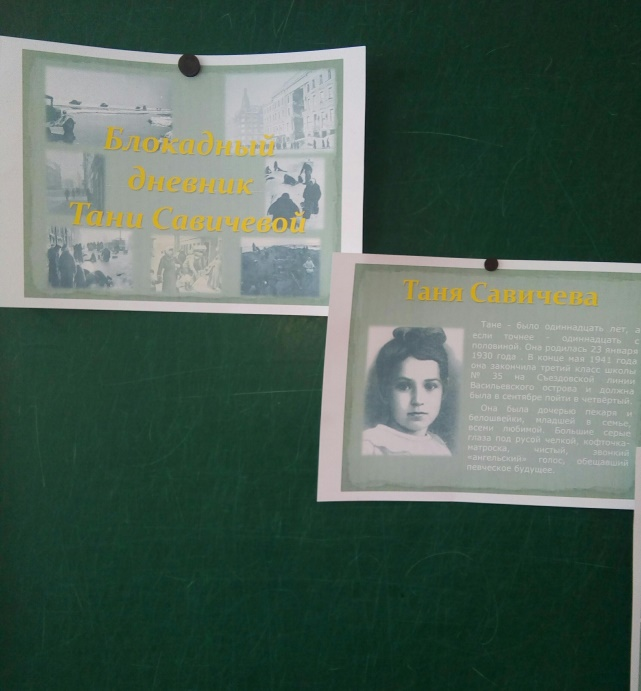 Блокадный
дневник
Тани Савичевой
Таня Савичева
Тане – было одиннадцать лет, а
если точнее - одиннадцать с
половиной. Она родилась 23 января
1930 года . В конце мая 1941 года
она закончила третий класс школы
№ 35 на Съездовской линии
Васильевского острова и должна
была в сентябре пойти в четвёртый.
Она была дочерью пекаря и
белошвейки, младшей в семье,
всеми любимой. Большие серые
глаза под русой челкой, кофточка-
матроска, чистый, звонкий
«ангельский» голос, обещавший
певческое будущее.